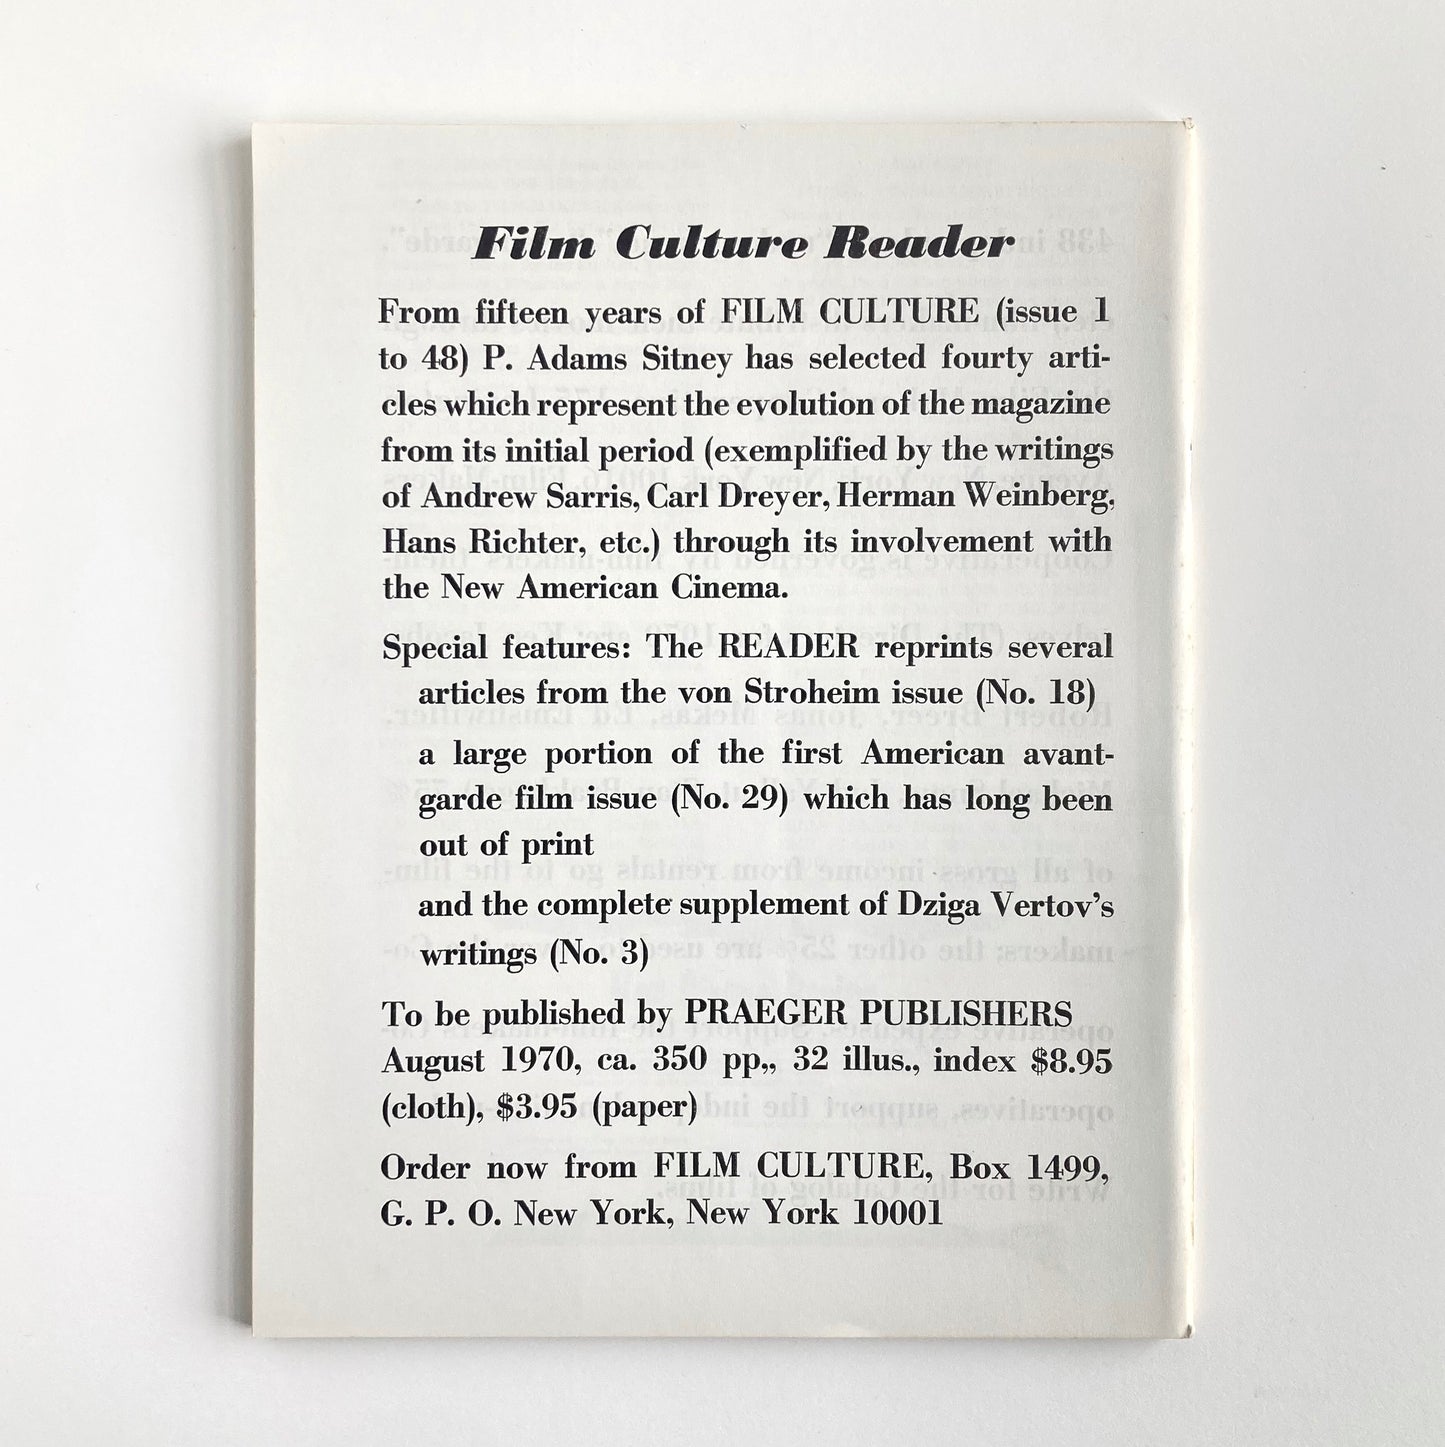 Film Culture Reader
From fifteen years of FILM CULTURE (issue 1
to 48) P. Adams Sitney has selected fourty arti-
cles which represent the evolution of the magazine
from its initial period (exemplified by the writings
of Andrew Sarris, Carl Dreyer, Herman Weinberg,
Hans Richter, etc.) through its involvement with
the New American Cinema.
Special features: The READER reprints several
articles from the von Stroheim issue (No. 18)
a large portion of the first American avant-
garde film issue (No. 29) which has long been
out of print
and the complete supplement of Dziga Vertov's
writings (No. 3)
To be published by PRAEGER PUBLISHERS
August 1970, ca. 350 pp,, 32 illus., index $8.95
(cloth), $3.95 (paper)
Order now from FILM CULTURE, Box 1499,
G. P. O. New York, New York 10001